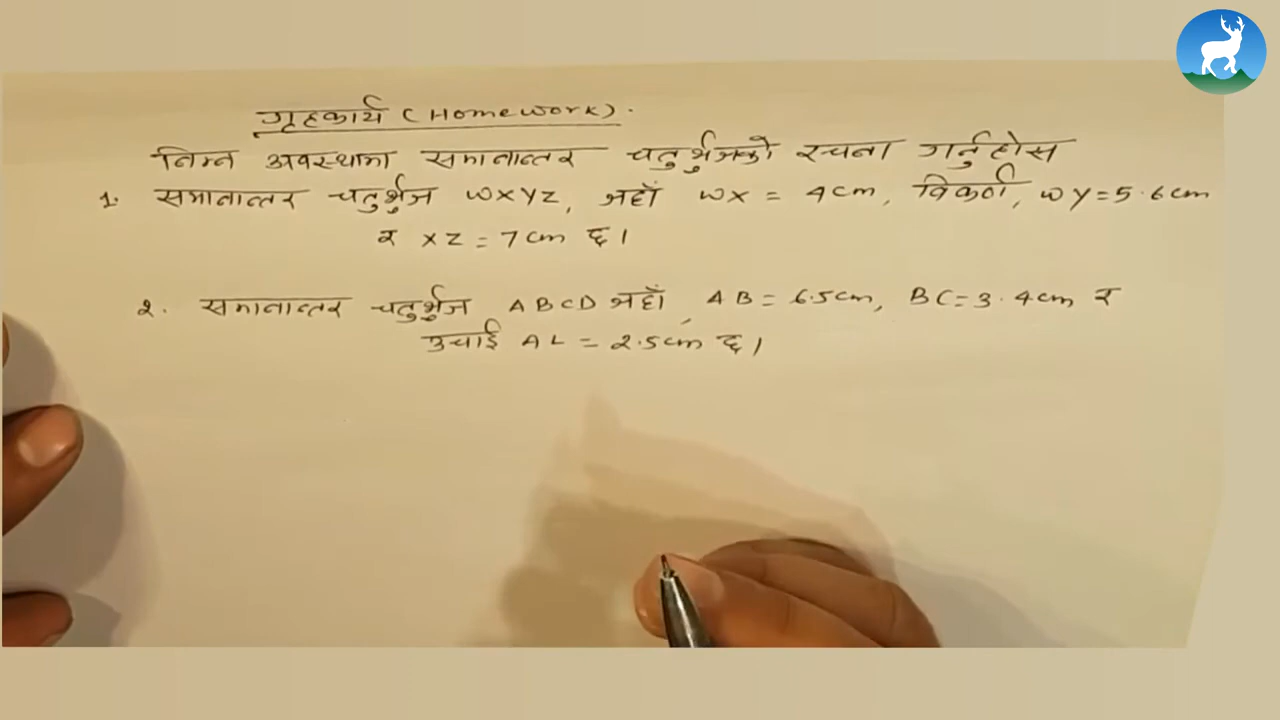 गृहकार्य (Homework).
निम्न अवस्थामा समानान्तर चतुर्भुजको रचना गर्नुहोस
1. समानान्तर चतुर्भुज WXYZ, जहाँ WX = 4cm, विकर्ण, WY=5.6cm
र XZ = 7cm छ।
२. समानान्तर चतुर्भुज ABCD जहाँ, AB = 6.5cm, BC=3.4cm र
उचाई AL = 2.5cm छ।